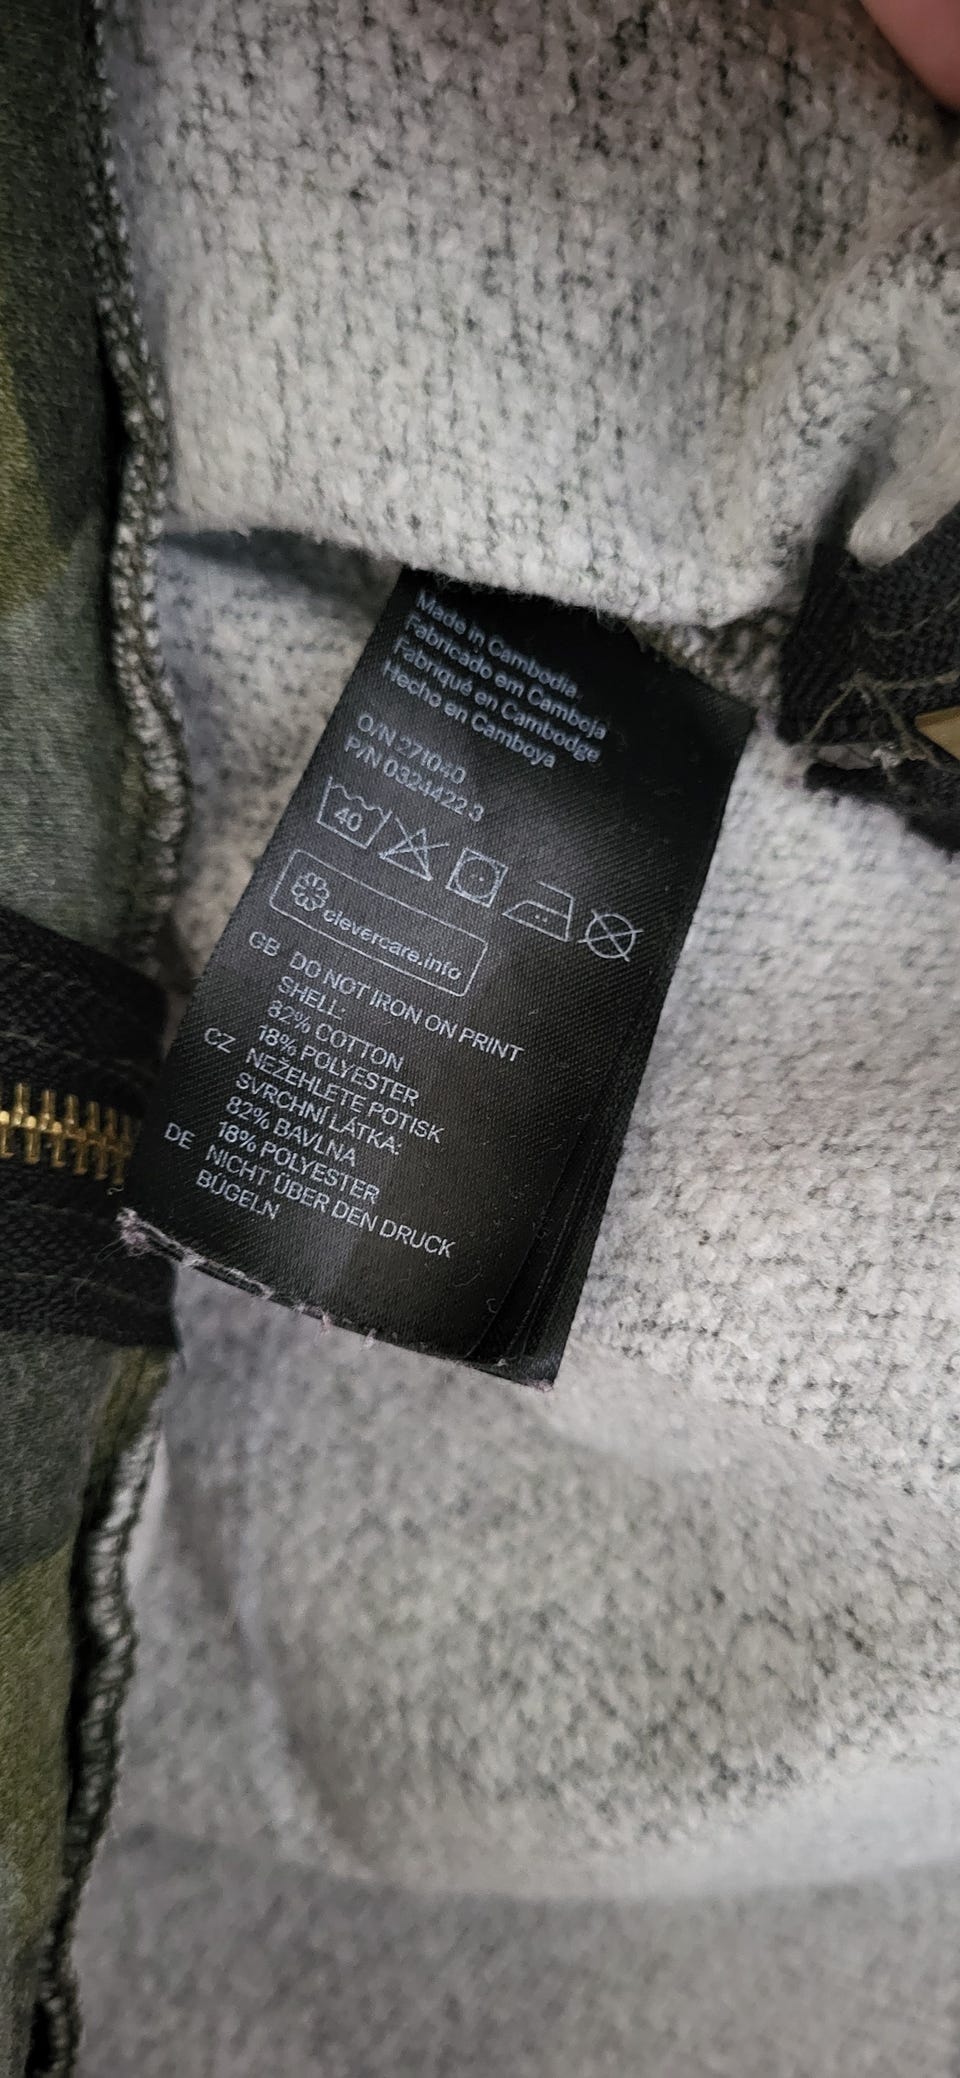 Made in Cambodia
Fabricado em Camboja
Fabriqué en Cambodge
Hecho en Camboya
O/N 271040
P/N 0324422 3
40
clevercare.info
GB DO NOT IRON ON PRINT
SHELL:
82% COTTON
18% POLYESTER
CZ NEŽEHLETE POTISK
SVRCHNÍ LÁTKA:
82% BAVLNA
18% POLYESTER
DE NICHT ÜBER DEN DRUCK
BÜGELN